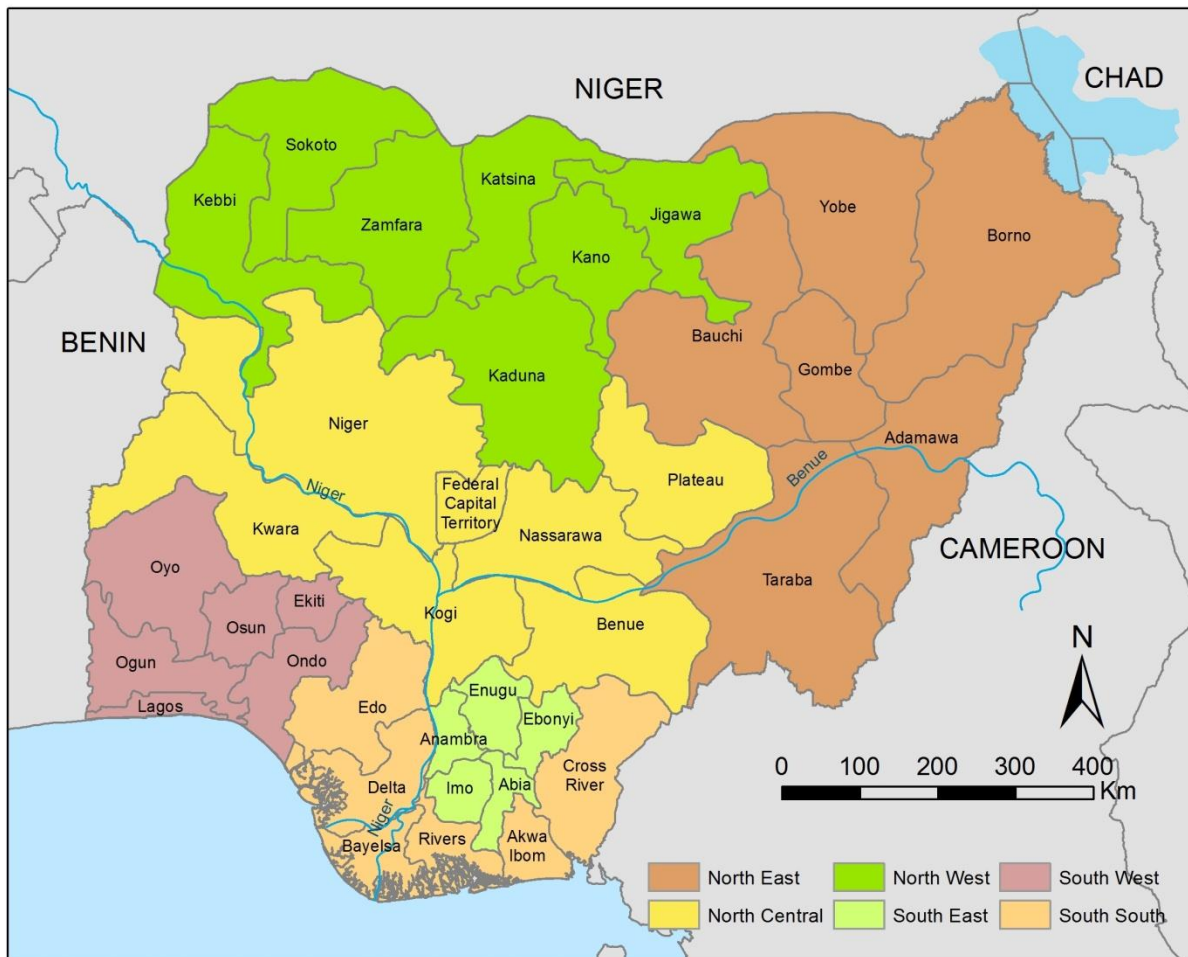 NIGER
CHAD
Sokoto
Katsina
Kebbi
Zamfara
Jigawa
Yobe
Borno
Kano
BENIN
Bauchi
Kaduna
Gombe
Niger
Adamawa
Benue
Plateau
Niger
Federal
Capital
Territory
Kwara
Nassarawa
CAMEROON
Oyo
Taraba
Ekiti
Kogi
Osun
Benue
Ogun
Ondo
N
Enugu
Lagos
Edo
Ebonyi
Anambra
Cross
River
Delta
Imo
Abia
0 100 200 300 400
Km
Niger
Bayelsa
Rivers
Akwa
Ibom
North East
North West
South West
North Central
South East
South South